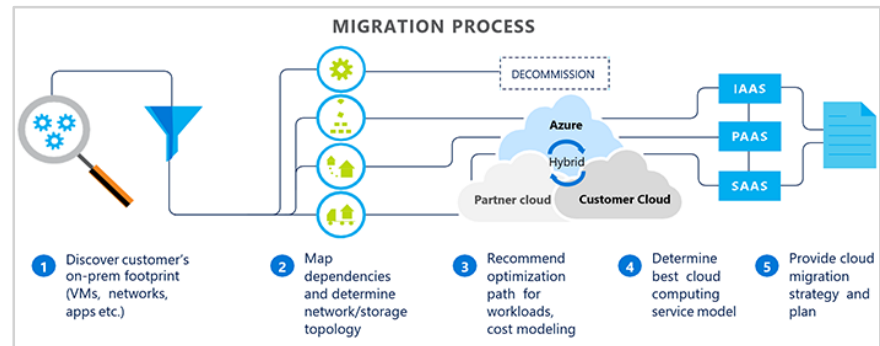 MIGRATION PROCESS
DECOMMISSION
IAAS
Azure
PAAS
Hybrid
SAAS
Partner cloud
Customer Cloud
1
Discover customer's
on-prem footprint
(VMs, networks,
apps etc.)
2
Map
dependencies
and determine
network/storage
topology
3
Recommend
optimization
path for
workloads,
cost modeling
4
Determine
best cloud
computing
service model
5
Provide cloud
migration
strategy and
plan